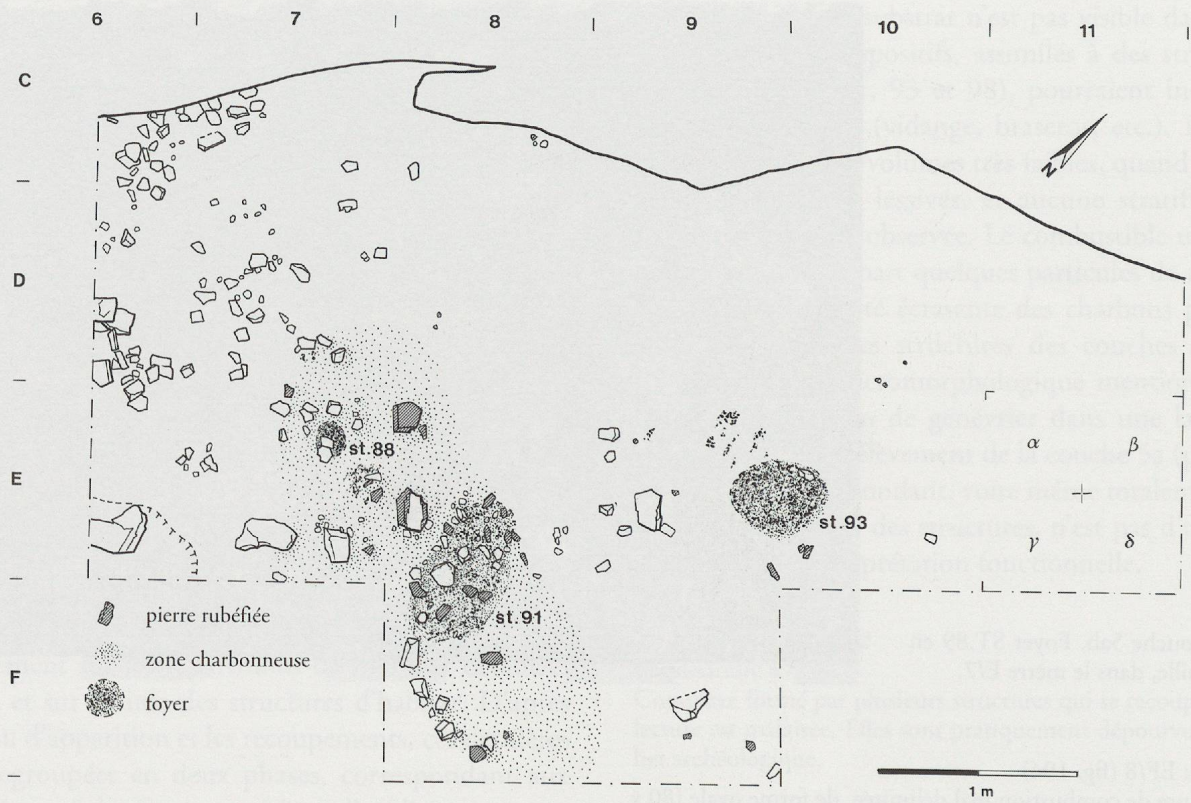 6 7 8 9 10 11
C
N
D
α β
st.88
E
st.93
γ δ
pierre rubéfiée
st.91
zone charbonneuse
F
foyer
1 m